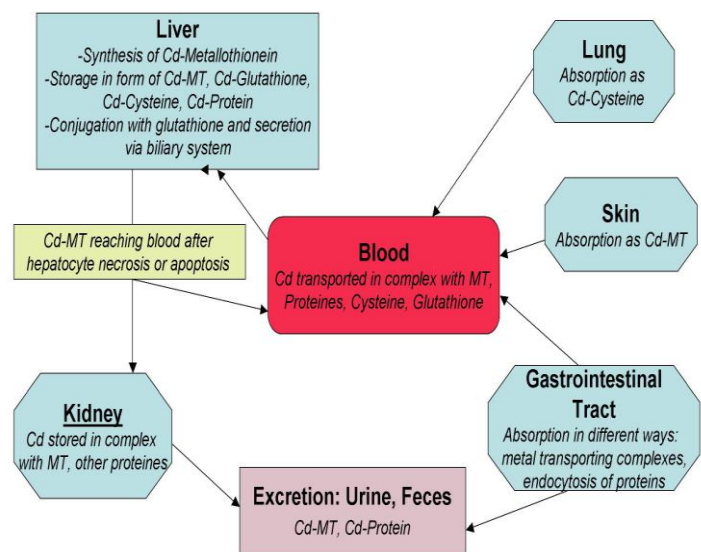 Liver
-Synthesis of Cd-Metallothionein
-Storage in form of Cd-MT, Cd-Glutathione,
Cd-Cysteine, Cd-Protein
-Conjugation with glutathione and secretion
via biliary system
Lung
Absorption as
Cd-Cysteine
Skin
Absorption as Cd-MT
Cd-MT reaching blood after
hepatocyte necrosis or apoptosis
Blood
Cd transported in complex with MT,
Proteines, Cysteine, Glutathione
Kidney
Cd stored in complex
with MT, other proteines
Gastrointestinal
Tract
Absorption in different ways:
metal transporting complexes,
endocytosis of proteins
Excretion: Urine, Feces
Cd-MT, Cd-Protein